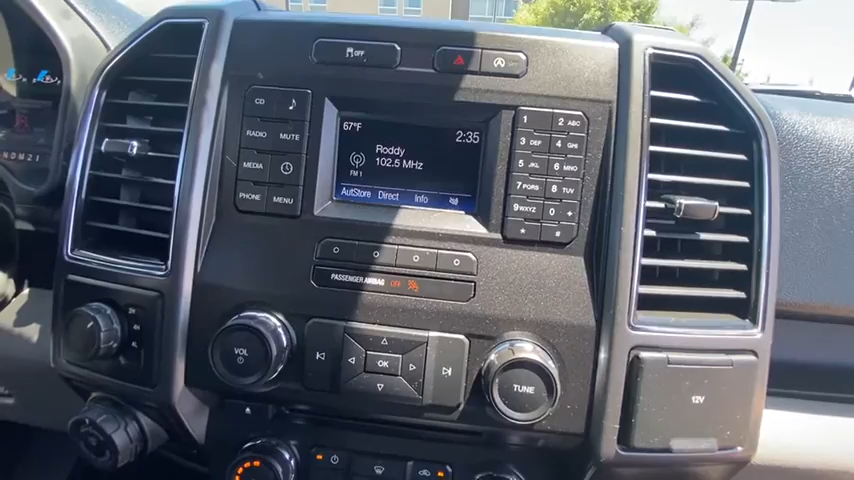 OFF
CD
RADIO
MUTE
MEDIA
PHONE
MENU
67°F
2:35
Roddy
102.5 MHz
FM 1
AutStore
Direct
Info
1
2 ABC
3 DEF
4 GHI
5 JKL
6 MNO
7 PQRS
8 TUV
9 WXYZ
0
+
*
#
PASSENGER AIRBAG OFF
VOL
OK
TUNE
12V